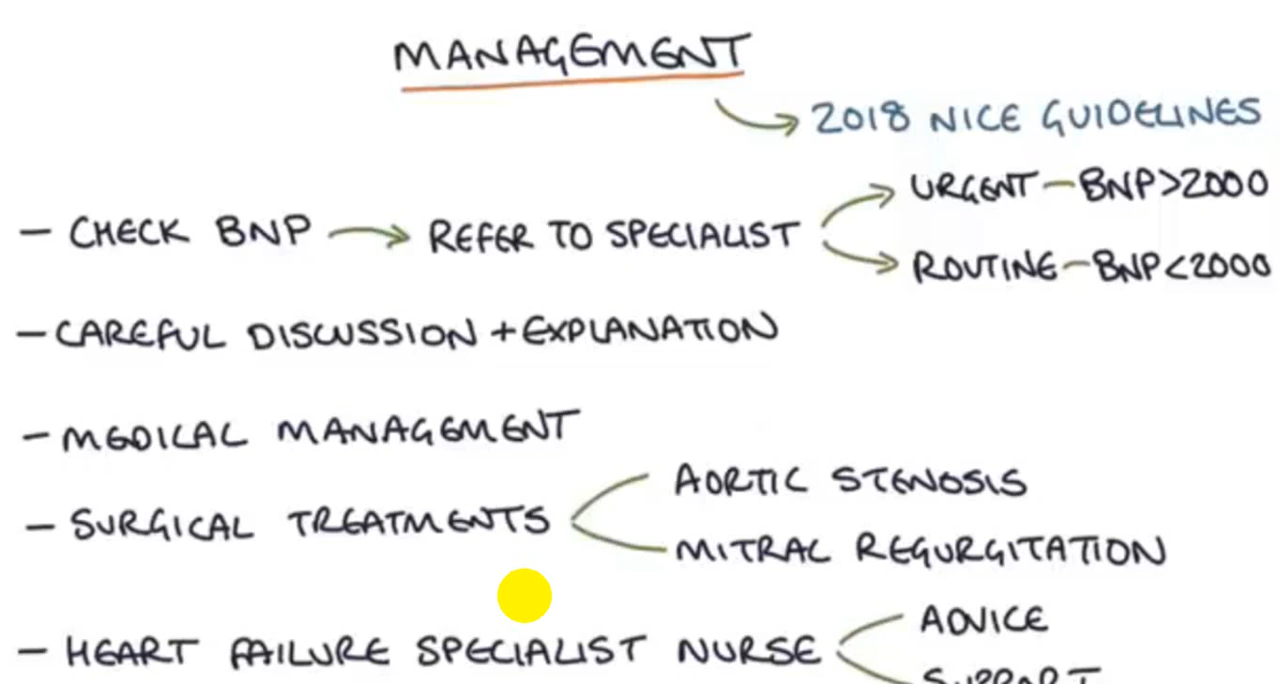 MANAGEMENT
2018 NICE GUIDELINES
URGENT - BNP>2000
- CHECK BNP → REFER TO SPECIALIST
ROUTINE - BNP<2000
- CAREFUL DISCUSSION + EXPLANATION
- MEDICAL MANAGEMENT
AORTIC STENOSIS
- SURGICAL TREATMENTS
MITRAL REGURGITATION
ADVICE
- HEART FAILURE SPECIALIST NURSE
SUPPORT